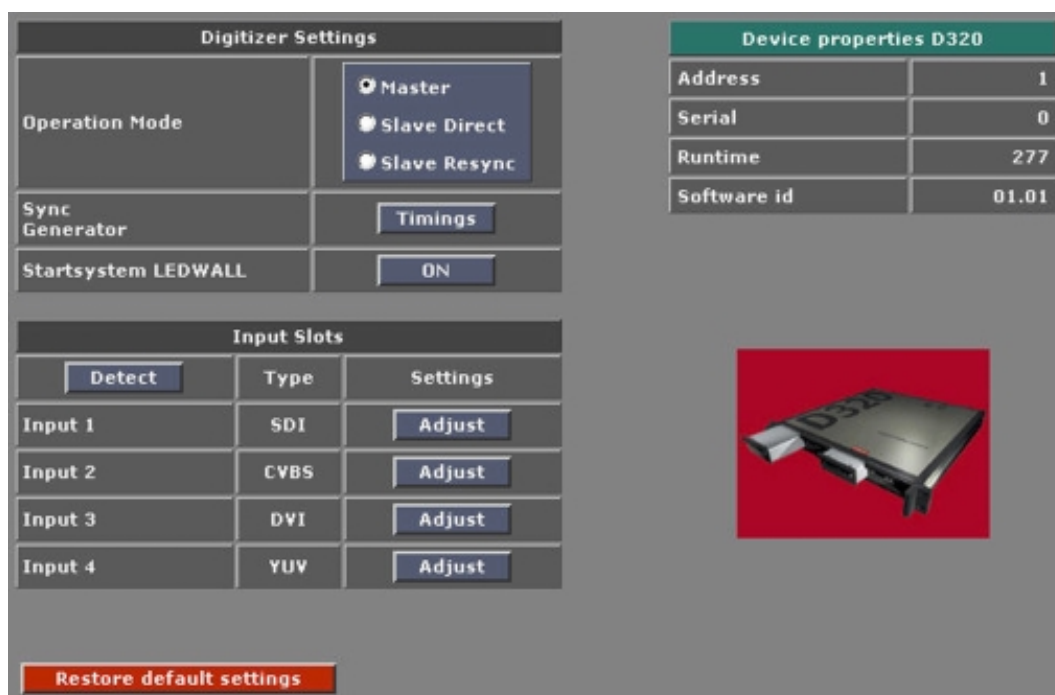 Digitizer Settings
Operation Mode
Master
Slave Direct
Slave Resync
Sync
Generator
Timings
Startsystem LEDWALL
ON
Input Slots
Detect
Type
Settings
Input 1
SDI
Adjust
Input 2
CVBS
Adjust
Input 3
DVI
Adjust
Input 4
YUV
Adjust
Restore default settings
Device properties D320
Address
1
Serial
0
Runtime
277
Software id
01.01
D320